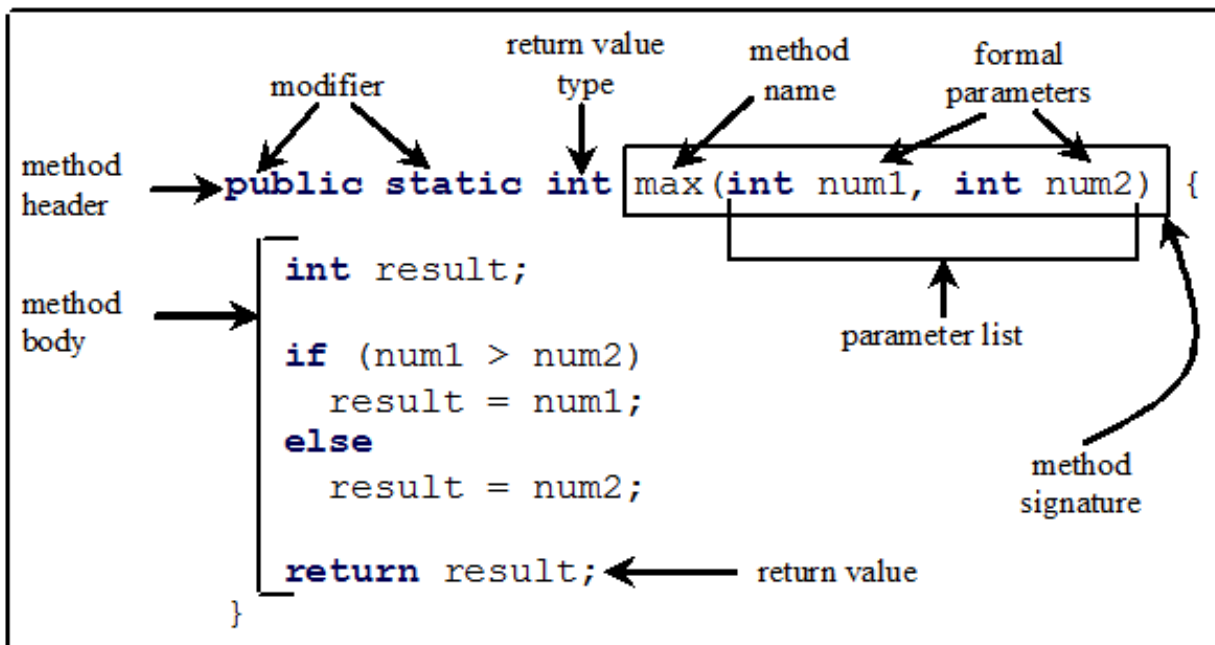 return value
type
method
name
formal
parameters
modifier
method
header
public static int max(int num1, int num2) {
int result;
method
body
parameter list
if (num1 > num2)
result = num1;
else
result = num2;
method
signature
return result;
return value
}